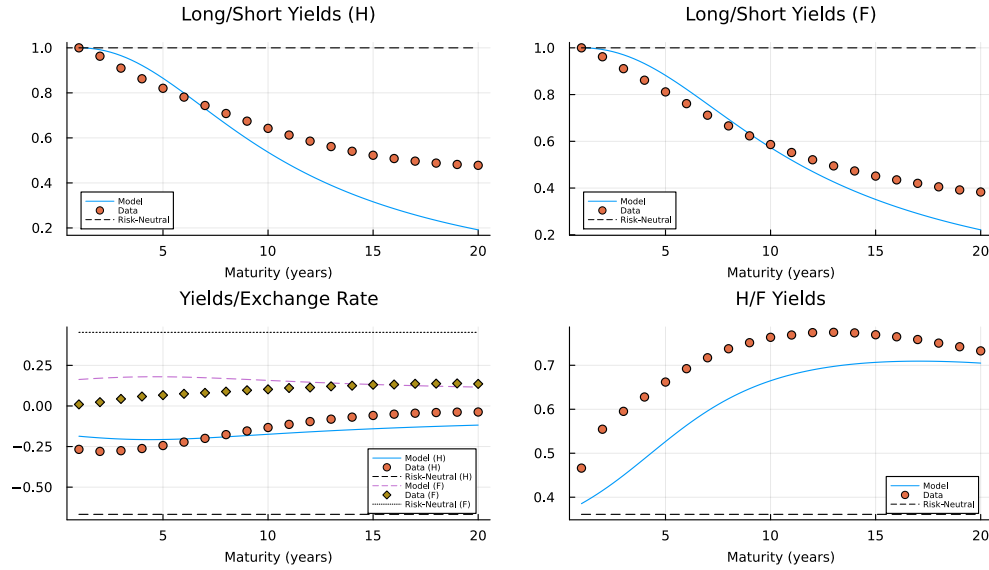 Long/Short Yields (H)
1.0
0.8
0.6
0.4
0.2
Model
Data
Risk-Neutral
5
10
15
20
Maturity (years)
Long/Short Yields (F)
1.0
0.8
0.6
0.4
0.2
Model
Data
Risk-Neutral
5
10
15
20
Maturity (years)
Yields/Exchange Rate
0.25
0.00
−0.25
−0.50
Model (H)
Data (H)
Risk-Neutral (H)
Model (F)
Data (F)
Risk-Neutral (F)
5
10
15
20
Maturity (years)
H/F Yields
0.7
0.6
0.5
0.4
Model
Data
Risk-Neutral
5
10
15
20
Maturity (years)